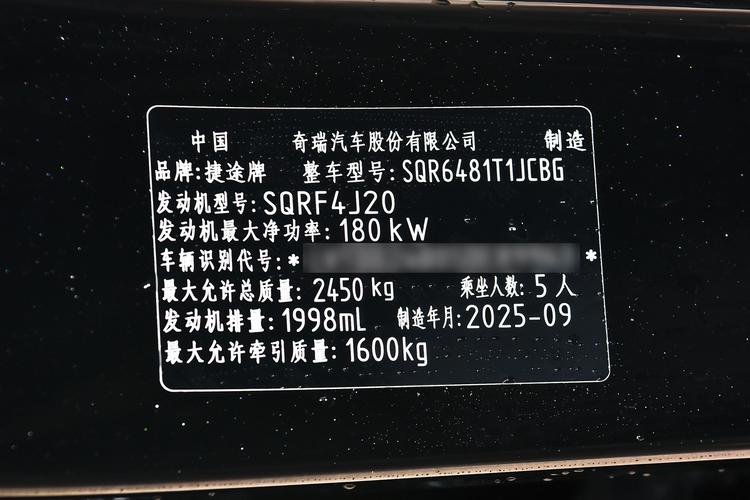 中国 奇瑞汽车股份有限公司 制造
品牌:捷途牌 整车型号:SQR6481T1JCBG
发动机型号:SQRF4J20
发动机最大净功率:180kW
车辆识别代号:* *
最大允许总质量:2450kg 乘坐人数:5人
发动机排量:1998mL 制造年月:2025-09
最大允许牵引质量:1600kg